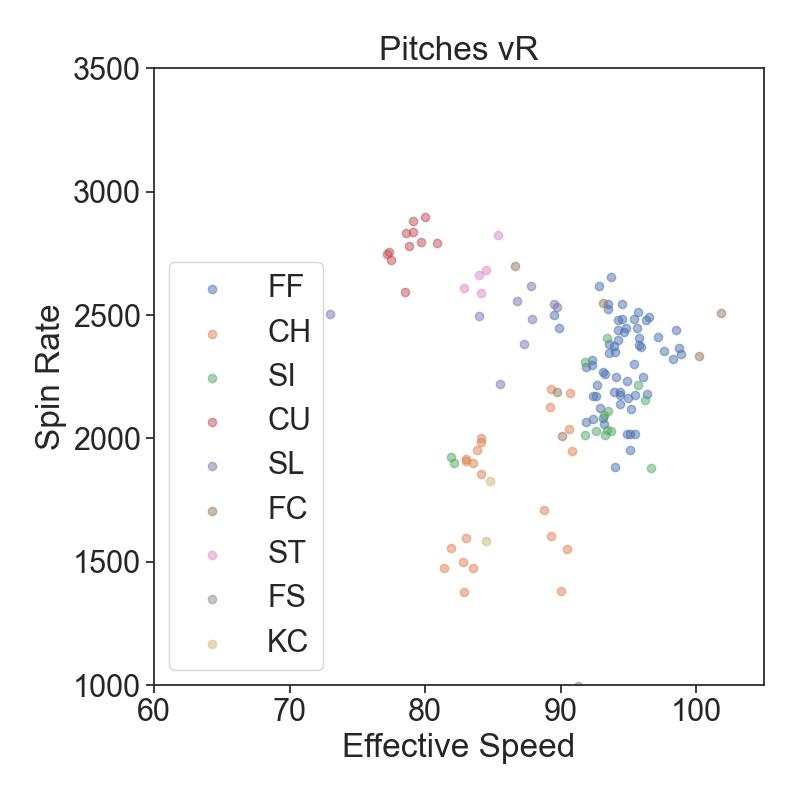 Pitches vR
3500
3000
2500
2000
1500
1000
Spin Rate
FF
CH
SI
CU
SL
FC
ST
FS
KC
60 70 80 90 100
Effective Speed